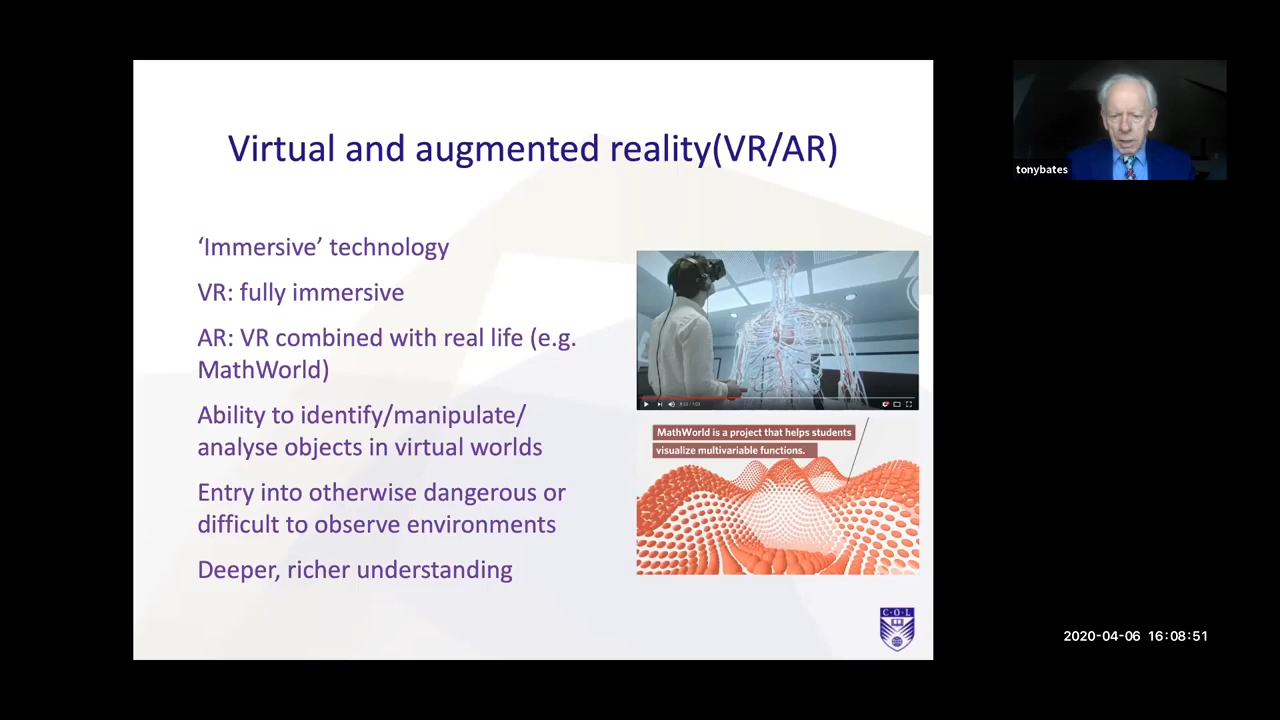 Virtual and augmented reality(VR/AR)
‘Immersive’ technology
VR: fully immersive
AR: VR combined with real life (e.g.
MathWorld)
Ability to identify/manipulate/
analyse objects in virtual worlds
Entry into otherwise dangerous or
difficult to observe environments
Deeper, richer understanding
MathWorld is a project that helps students
visualize multivariable functions.
C·O·L
tonybates
2020-04-06 16:08:51